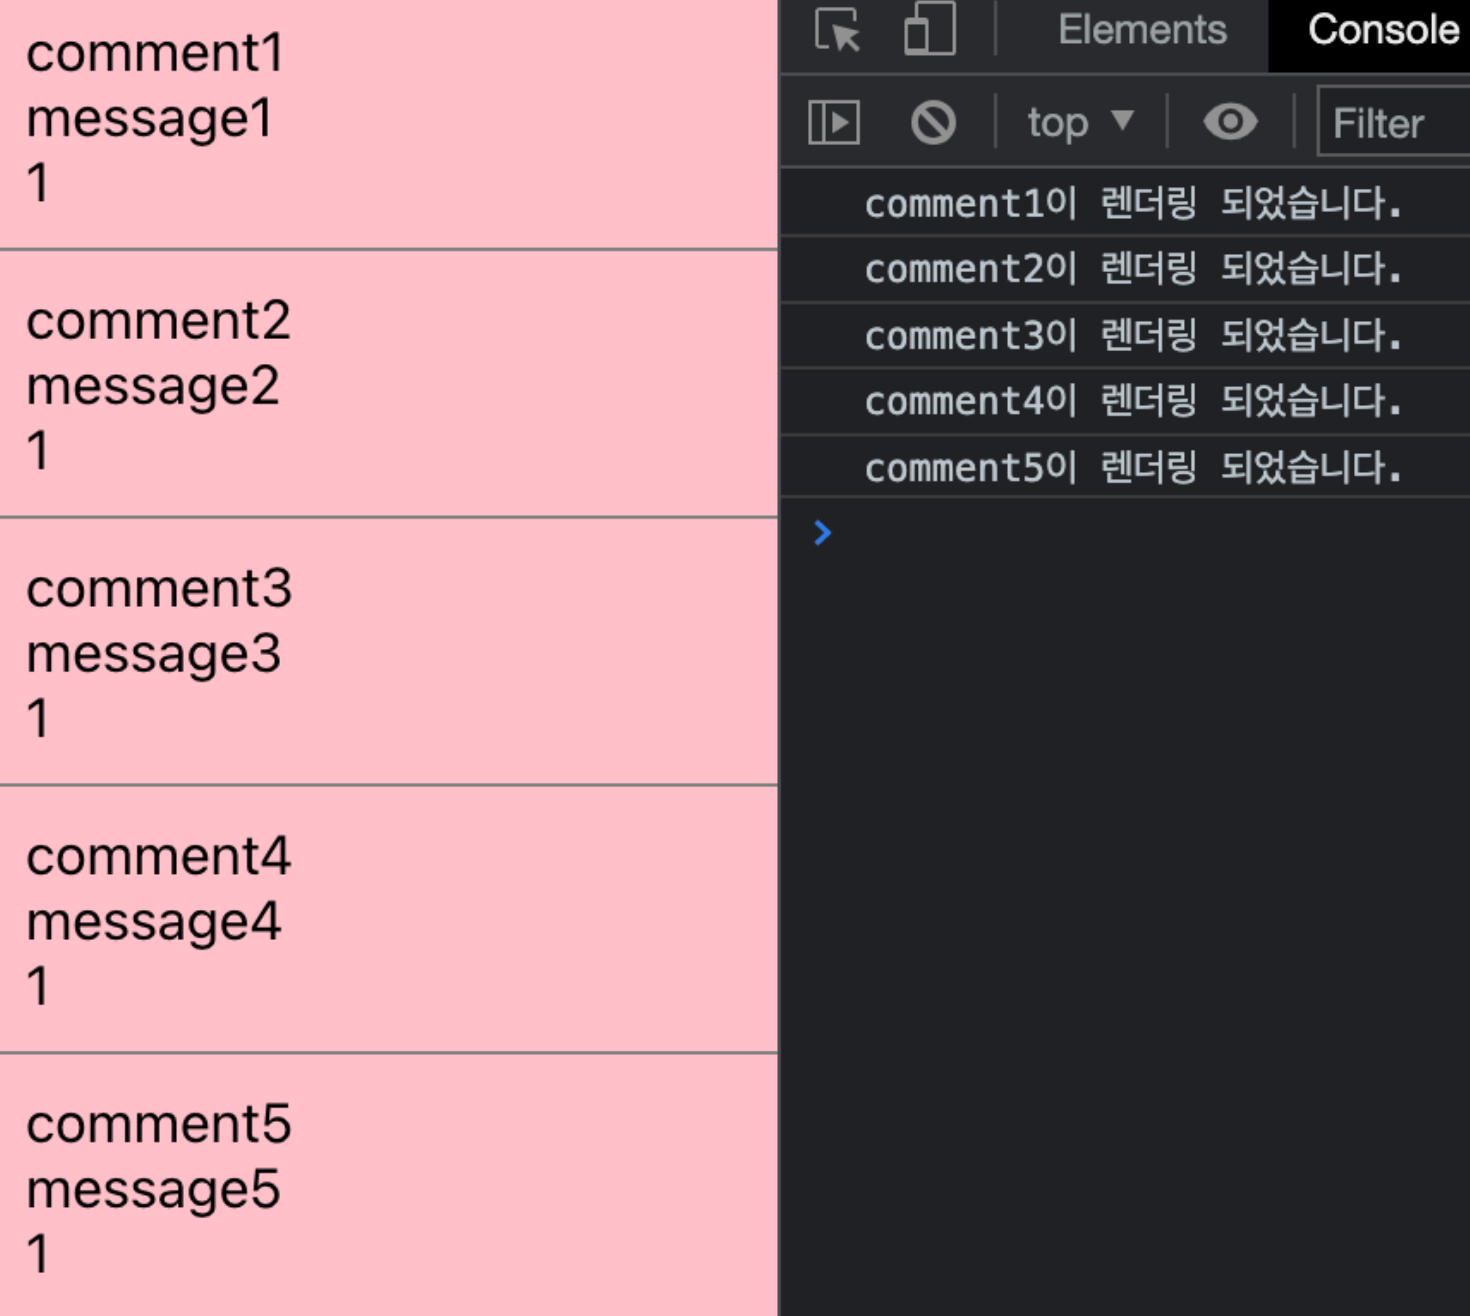 comment1
message1
1
comment2
message2
1
comment3
message3
1
comment4
message4
1
comment5
message5
1
Elements Console
top ▼ Filter
comment1이 렌더링 되었습니다.
comment2이 렌더링 되었습니다.
comment3이 렌더링 되었습니다.
comment4이 렌더링 되었습니다.
comment5이 렌더링 되었습니다.